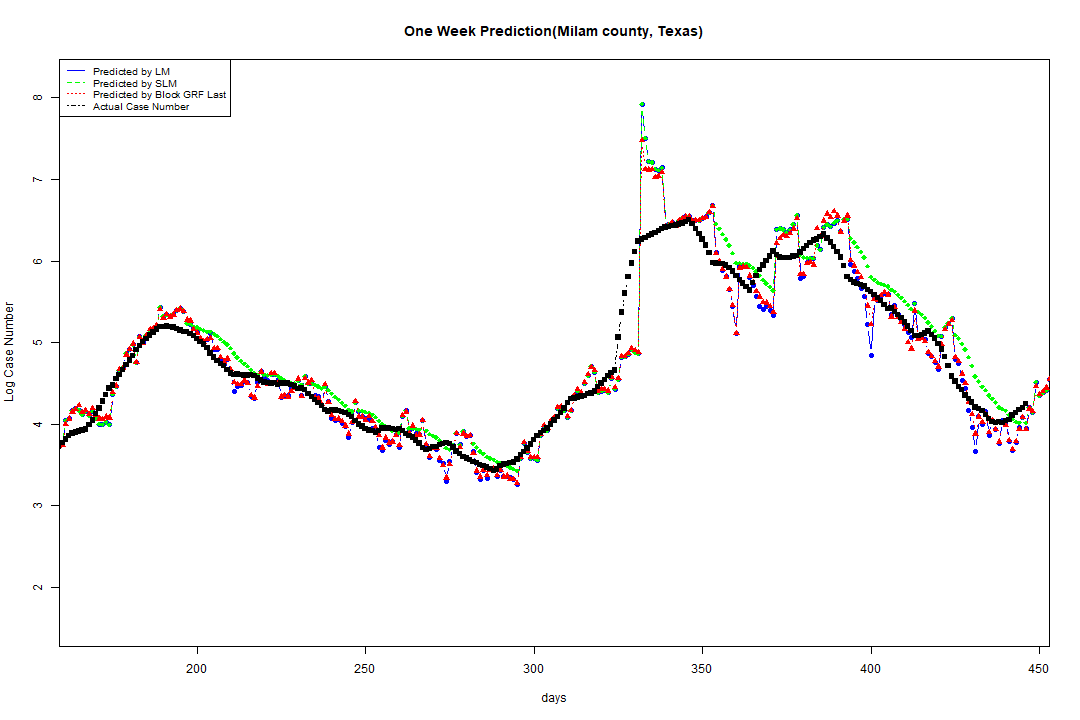 One Week Prediction(Milam county, Texas)
Predicted by LM
Predicted by SLM
Predicted by Block GRF Last
Actual Case Number
8
7
6
5
4
3
2
Log Case Number
200 250 300 350 400 450
days